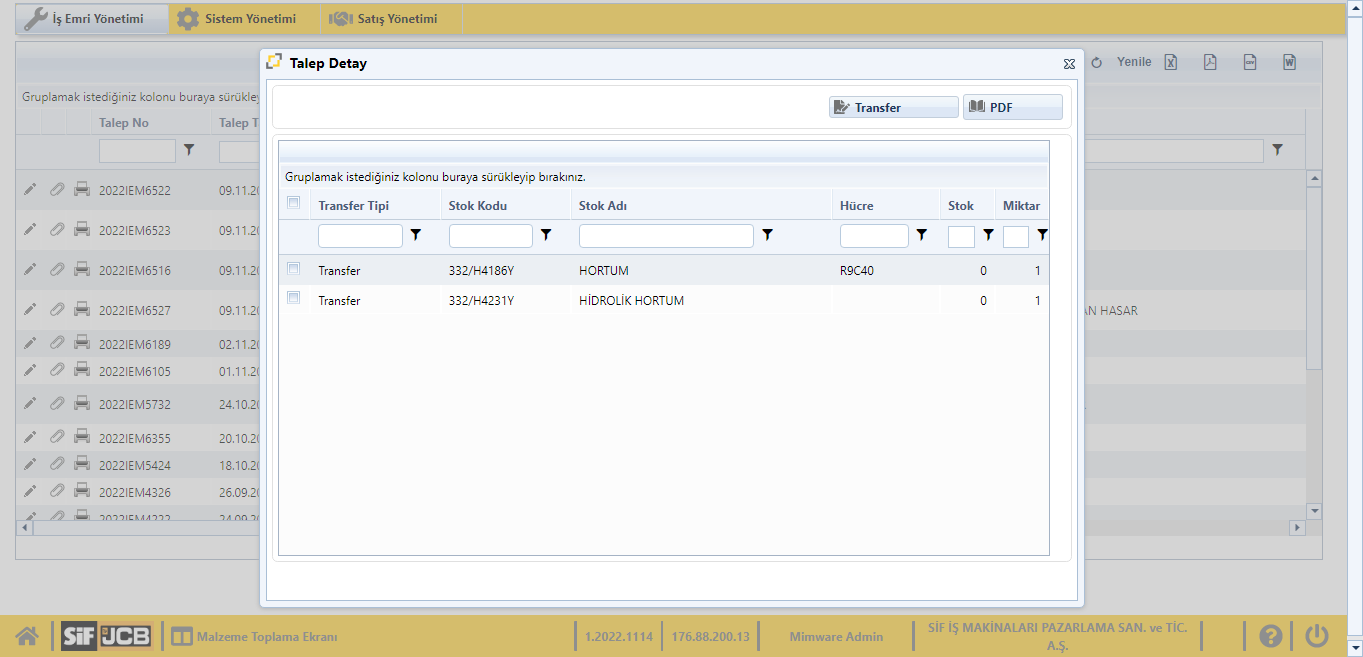 İş Emri Yönetimi
Sistem Yönetimi
Satış Yönetimi
Talep Detay
Yenile
Gruplamak istediğiniz kolonu buraya sürükley
Talep No
Talep T
Transfer
PDF
Gruplamak istediğiniz kolonu buraya sürükleyip bırakınız.
Transfer Tipi
Stok Kodu
Stok Adı
Hücre
Stok
Miktar
Transfer
332/H4186Y
HORTUM
R9C40
0
1
Transfer
332/H4231Y
HİDROLİK HORTUM
0
1
2022IEM6522
09.11.20
2022IEM6523
09.11.20
2022IEM6516
09.11.20
2022IEM6527
09.11.20
AN HASAR
2022IEM6189
02.11.20
2022IEM6105
01.11.20
2022IEM5732
24.10.20
2022IEM6355
20.10.20
2022IEM5424
18.10.20
2022IEM4326
26.09.20
2022IEM4222
24.09.20
SiF JCB
Malzeme Toplama Ekranı
1.2022.1114
176.88.200.13
Mimware Admin
SİF İŞ MAKİNALARI PAZARLAMA SAN. ve TİC.
A.Ş.